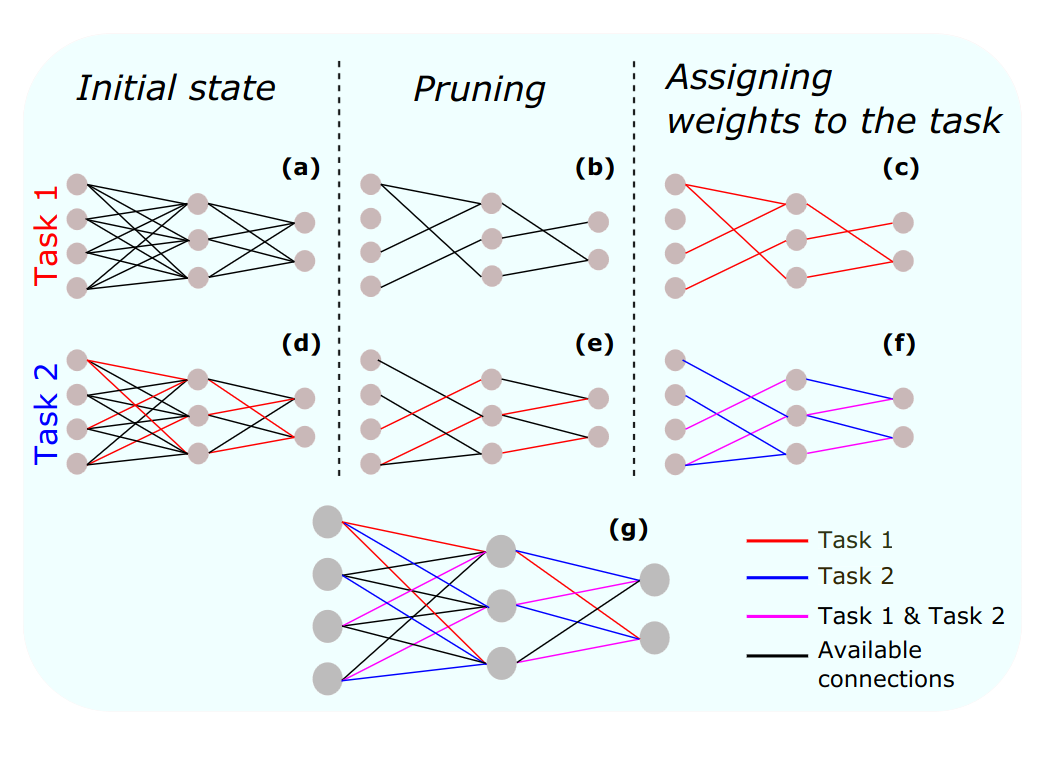 Initial state
Pruning
Assigning
weights to the task
Task 1
(a)
(b)
(c)
Task 2
(d)
(e)
(f)
(g)
Task 1
Task 2
Task 1 & Task 2
Available
connections